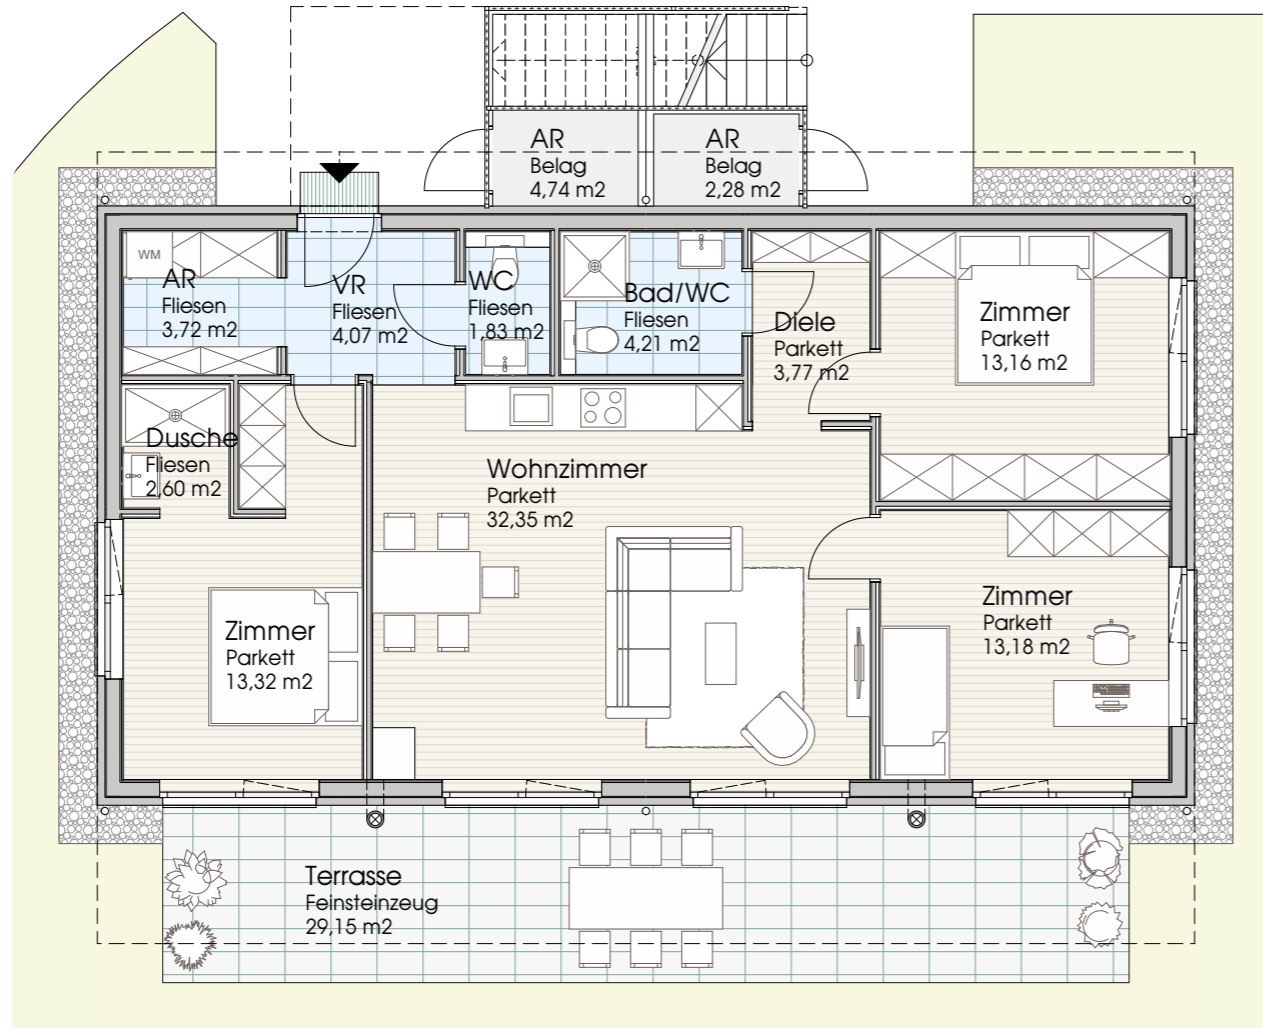 AR
Belag
4,74 m2
AR
Belag
2,28 m2
WM
AR
Fliesen
3,72 m2
VR
Fliesen
4,07 m2
WC
Fliesen
1,83 m2
Bad/WC
Fliesen
4,21 m2
Diele
Parkett
3,77 m2
Zimmer
Parkett
13,16 m2
Dusche
Fliesen
2,60 m2
Wohnzimmer
Parkett
32,35 m2
Zimmer
Parkett
13,32 m2
Zimmer
Parkett
13,18 m2
Terrasse
Feinsteinzeug
29,15 m2